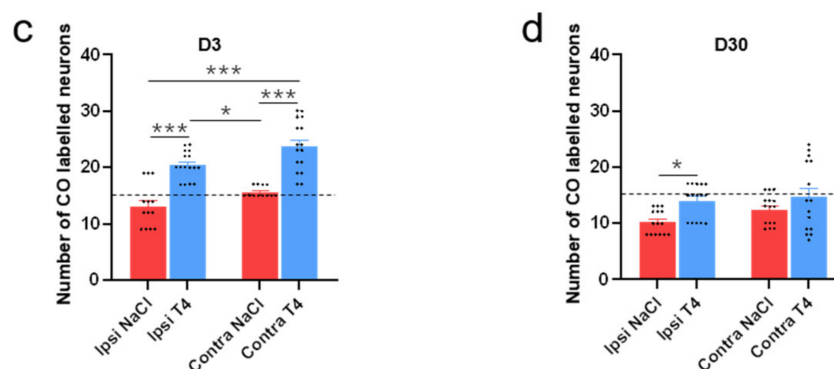 c
D3
Number of CO labelled neurons
40
30
20
10
0
***
***
*
***
Ipsi NaCl
Ipsi T4
Contra NaCl
Contra T4
d
D30
Number of CO labelled neurons
40
30
20
10
0
*
Ipsi NaCl
Ipsi T4
Contra NaCl
Contra T4